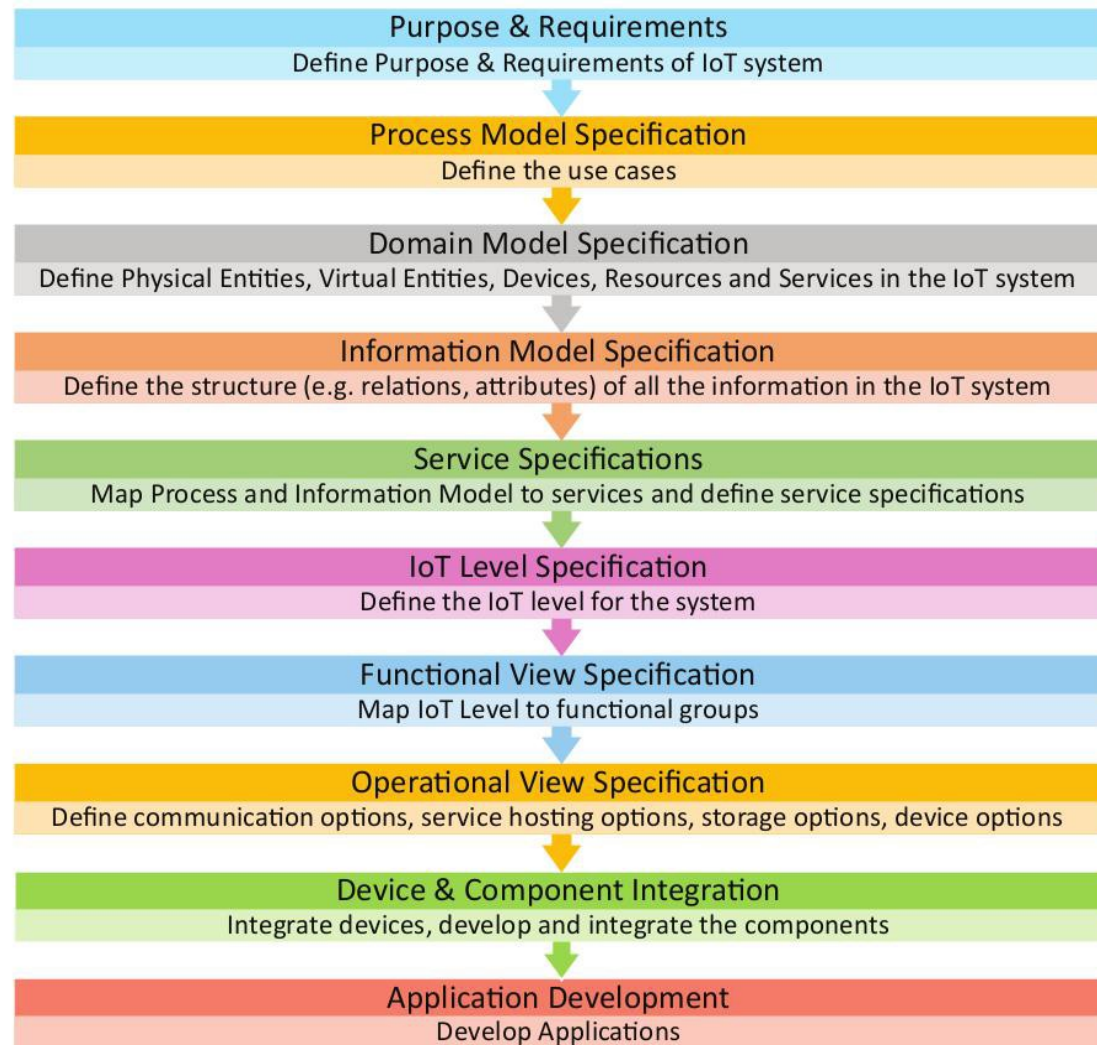 Purpose & Requirements
Define Purpose & Requirements of IoT system
Process Model Specification
Define the use cases
Domain Model Specification
Define Physical Entities, Virtual Entities, Devices, Resources and Services in the IoT system
Information Model Specification
Define the structure (e.g. relations, attributes) of all the information in the IoT system
Service Specifications
Map Process and Information Model to services and define service specifications
IoT Level Specification
Define the IoT level for the system
Functional View Specification
Map IoT Level to functional groups
Operational View Specification
Define communication options, service hosting options, storage options, device options
Device & Component Integration
Integrate devices, develop and integrate the components
Application Development
Develop Applications